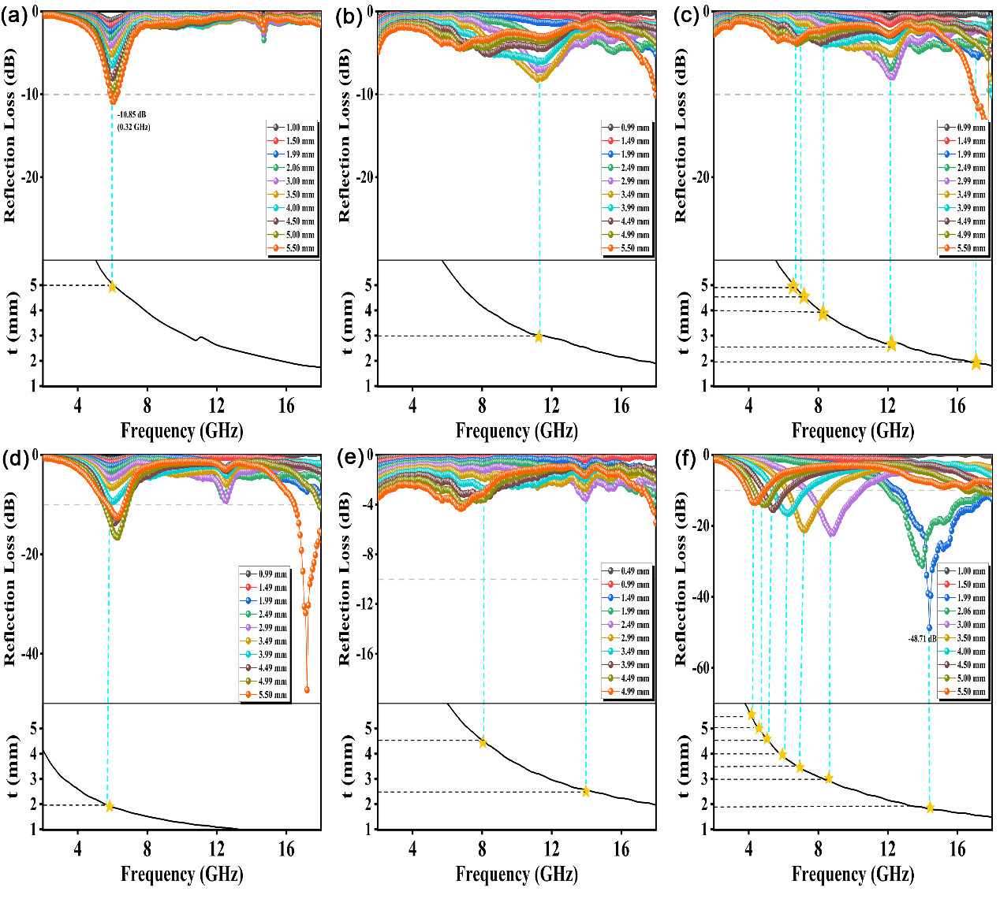 (a)
0
-10
-20
Reflection Loss (dB)
-10.85 dB
(0.32 GHz)
1.00 mm
1.50 mm
1.99 mm
2.06 mm
3.00 mm
3.50 mm
4.00 mm
4.50 mm
5.00 mm
5.50 mm
5
4
3
2
1
t (mm)
4 8 12 16
Frequency (GHz)
(b)
0
-10
-20
Reflection Loss (dB)
0.99 mm
1.49 mm
1.99 mm
2.49 mm
2.99 mm
3.49 mm
3.99 mm
4.49 mm
4.99 mm
5.50 mm
5
4
3
2
1
t (mm)
4 8 12 16
Frequency (GHz)
(c)
0
-10
-20
Reflection Loss (dB)
0.99 mm
1.49 mm
1.99 mm
2.49 mm
2.99 mm
3.49 mm
3.99 mm
4.49 mm
4.99 mm
5.50 mm
5
4
3
2
1
t (mm)
4 8 12 16
Frequency (GHz)
(d)
0
-20
-40
Reflection Loss (dB)
0.99 mm
1.49 mm
1.99 mm
2.49 mm
2.99 mm
3.49 mm
3.99 mm
4.49 mm
4.99 mm
5.50 mm
5
4
3
2
1
t (mm)
4 8 12 16
Frequency (GHz)
(e)
0
-4
-8
-12
-16
Reflection Loss (dB)
0.49 mm
0.99 mm
1.49 mm
1.99 mm
2.49 mm
2.99 mm
3.49 mm
3.99 mm
4.49 mm
4.99 mm
5
4
3
2
1
t (mm)
4 8 12 16
Frequency (GHz)
(f)
0
-20
-40
-60
Reflection Loss (dB)
-48.71 dB
1.00 mm
1.50 mm
1.99 mm
2.06 mm
3.00 mm
3.50 mm
4.00 mm
4.50 mm
5.00 mm
5.50 mm
5
4
3
2
1
t (mm)
4 8 12 16
Frequency (GHz)